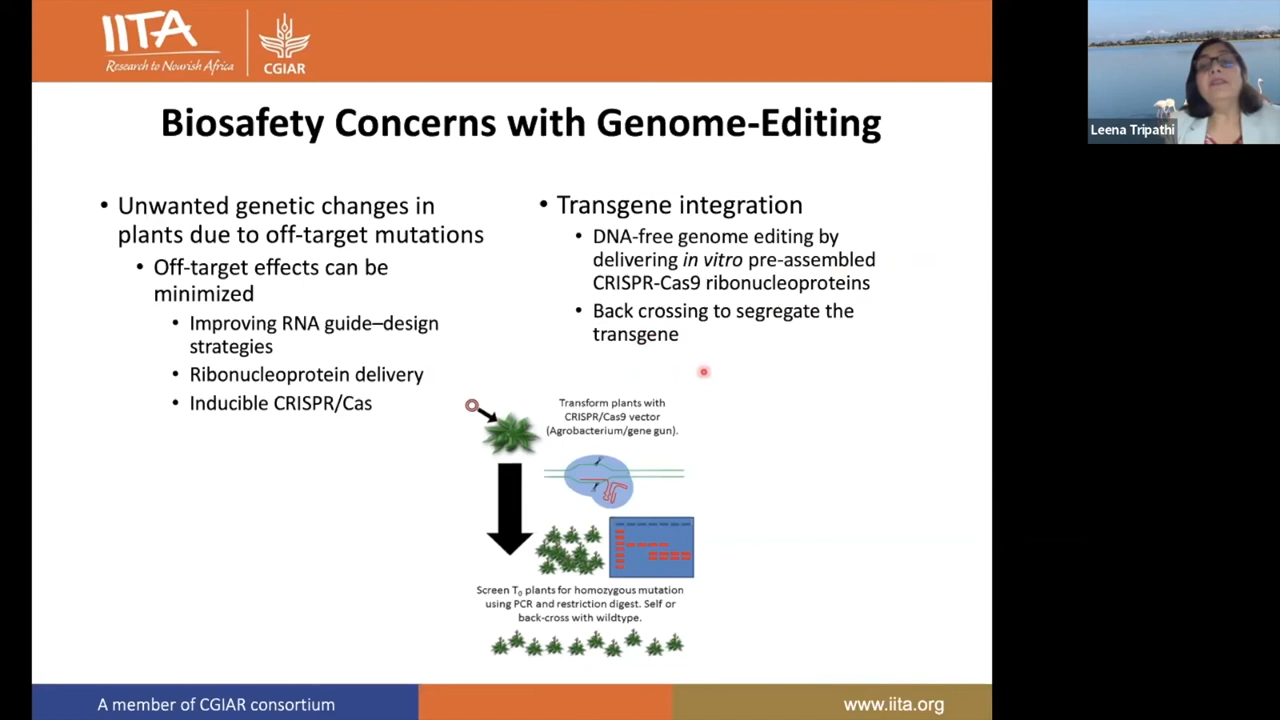 IITA
Research to Nourish Africa
CGIAR
Leena Tripathi
Biosafety Concerns with Genome-Editing
• Unwanted genetic changes in
plants due to off-target mutations
• Off-target effects can be
minimized
• Improving RNA guide–design
strategies
• Ribonucleoprotein delivery
• Inducible CRISPR/Cas
• Transgene integration
• DNA-free genome editing by
delivering in vitro pre-assembled
CRISPR-Cas9 ribonucleoproteins
• Back crossing to segregate the
transgene
Transform plants with
CRISPR/Cas9 vector
(Agrobacterium/gene gun).
Screen T0 plants for homozygous mutation
using PCR and restriction digest. Self or
back-cross with wildtype.
A member of CGIAR consortium
www.iita.org